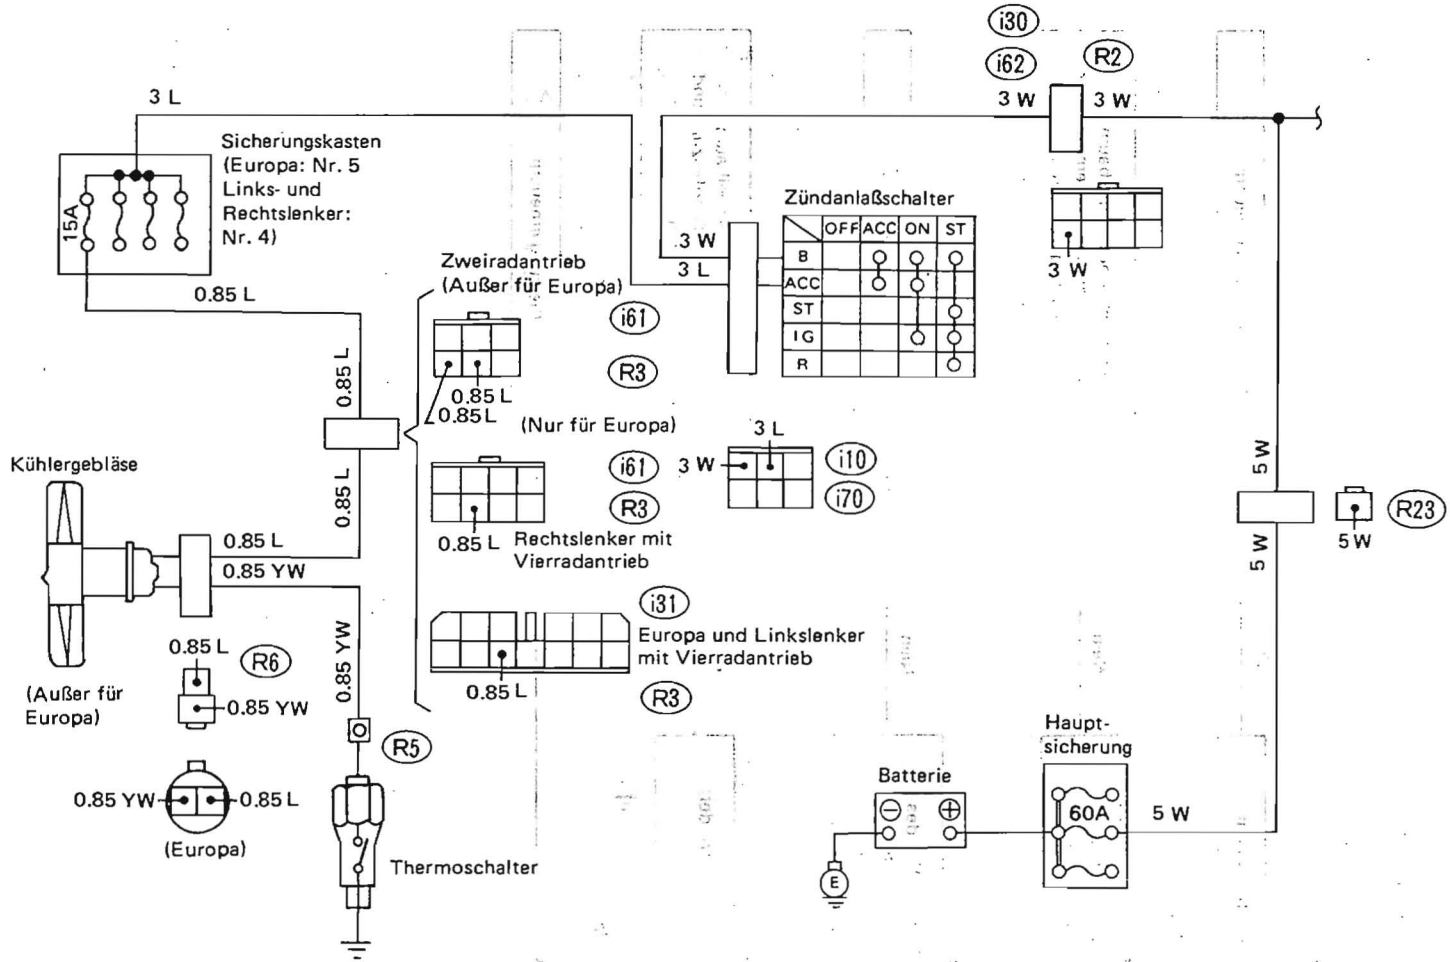 i30
i62
R2
3 W
3 W
3 L
Sicherungskasten
(Europa: Nr. 5
Links- und
Rechtslenker:
Nr. 4)
15A
0.85 L
Zündanlaßschalter
OFF ACC ON ST
B
ACC
ST
IG
R
3 W
3 L
3 W
Zweiradantrieb
(Außer für Europa)
i61
R3
0.85 L
0.85L
(Nur für Europa)
i61
R3
0.85 L
Rechtslenker mit
Vierradantrieb
3 L
3 W
i10
i70
0.85 L
0.85 L
Kühlergebläse
0.85 L
0.85 YW
0.85 YW
0.85 L
R6
0.85 YW
(Außer für
Europa)
0.85 YW
0.85 L
(Europa)
i31
Europa und Linkslenker
mit Vierradantrieb
0.85 L
R3
R5
Thermoschalter
5 W
5 W
R23
5 W
Haupt-
sicherung
Batterie
60A
5 W
E